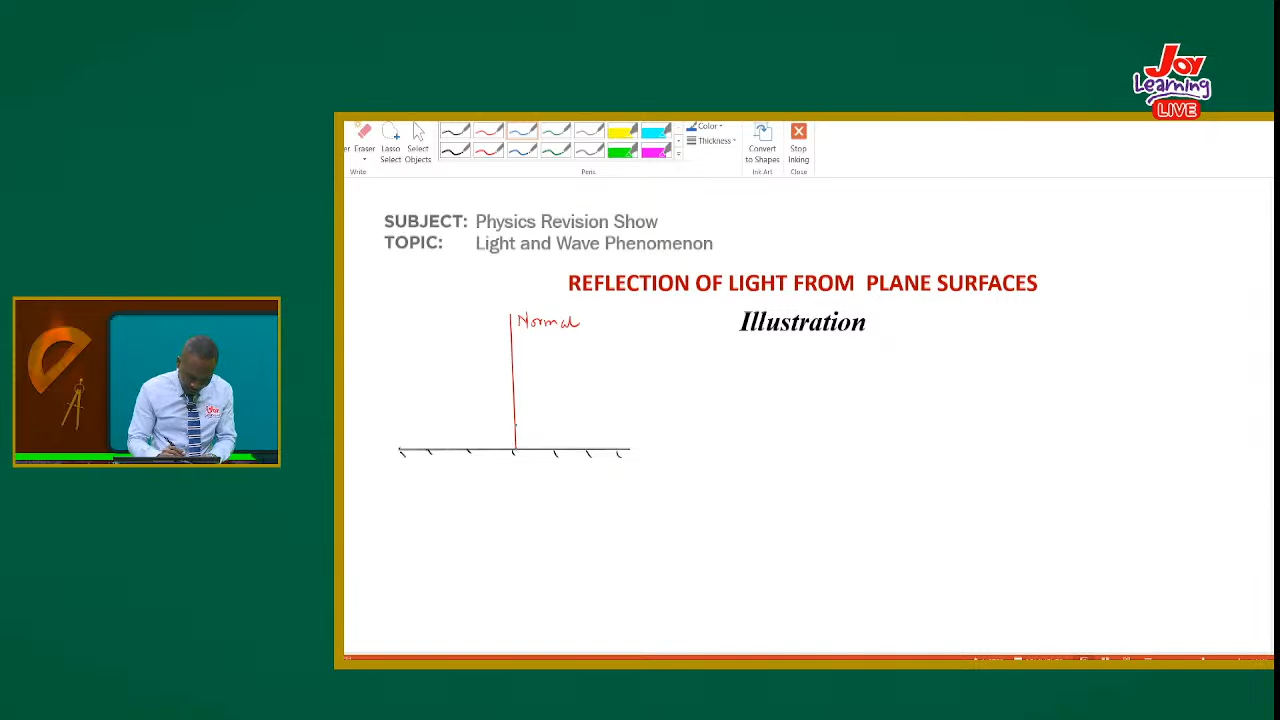 Joy
Learning
LIVE
Eraser
Lasso
Select
Select
Objects
Color
Thickness
Convert
to Shapes
Stop
Inking
Write
Pens
Ink Art
Close
SUBJECT: Physics Revision Show
TOPIC: Light and Wave Phenomenon
REFLECTION OF LIGHT FROM PLANE SURFACES
Illustration
Normal